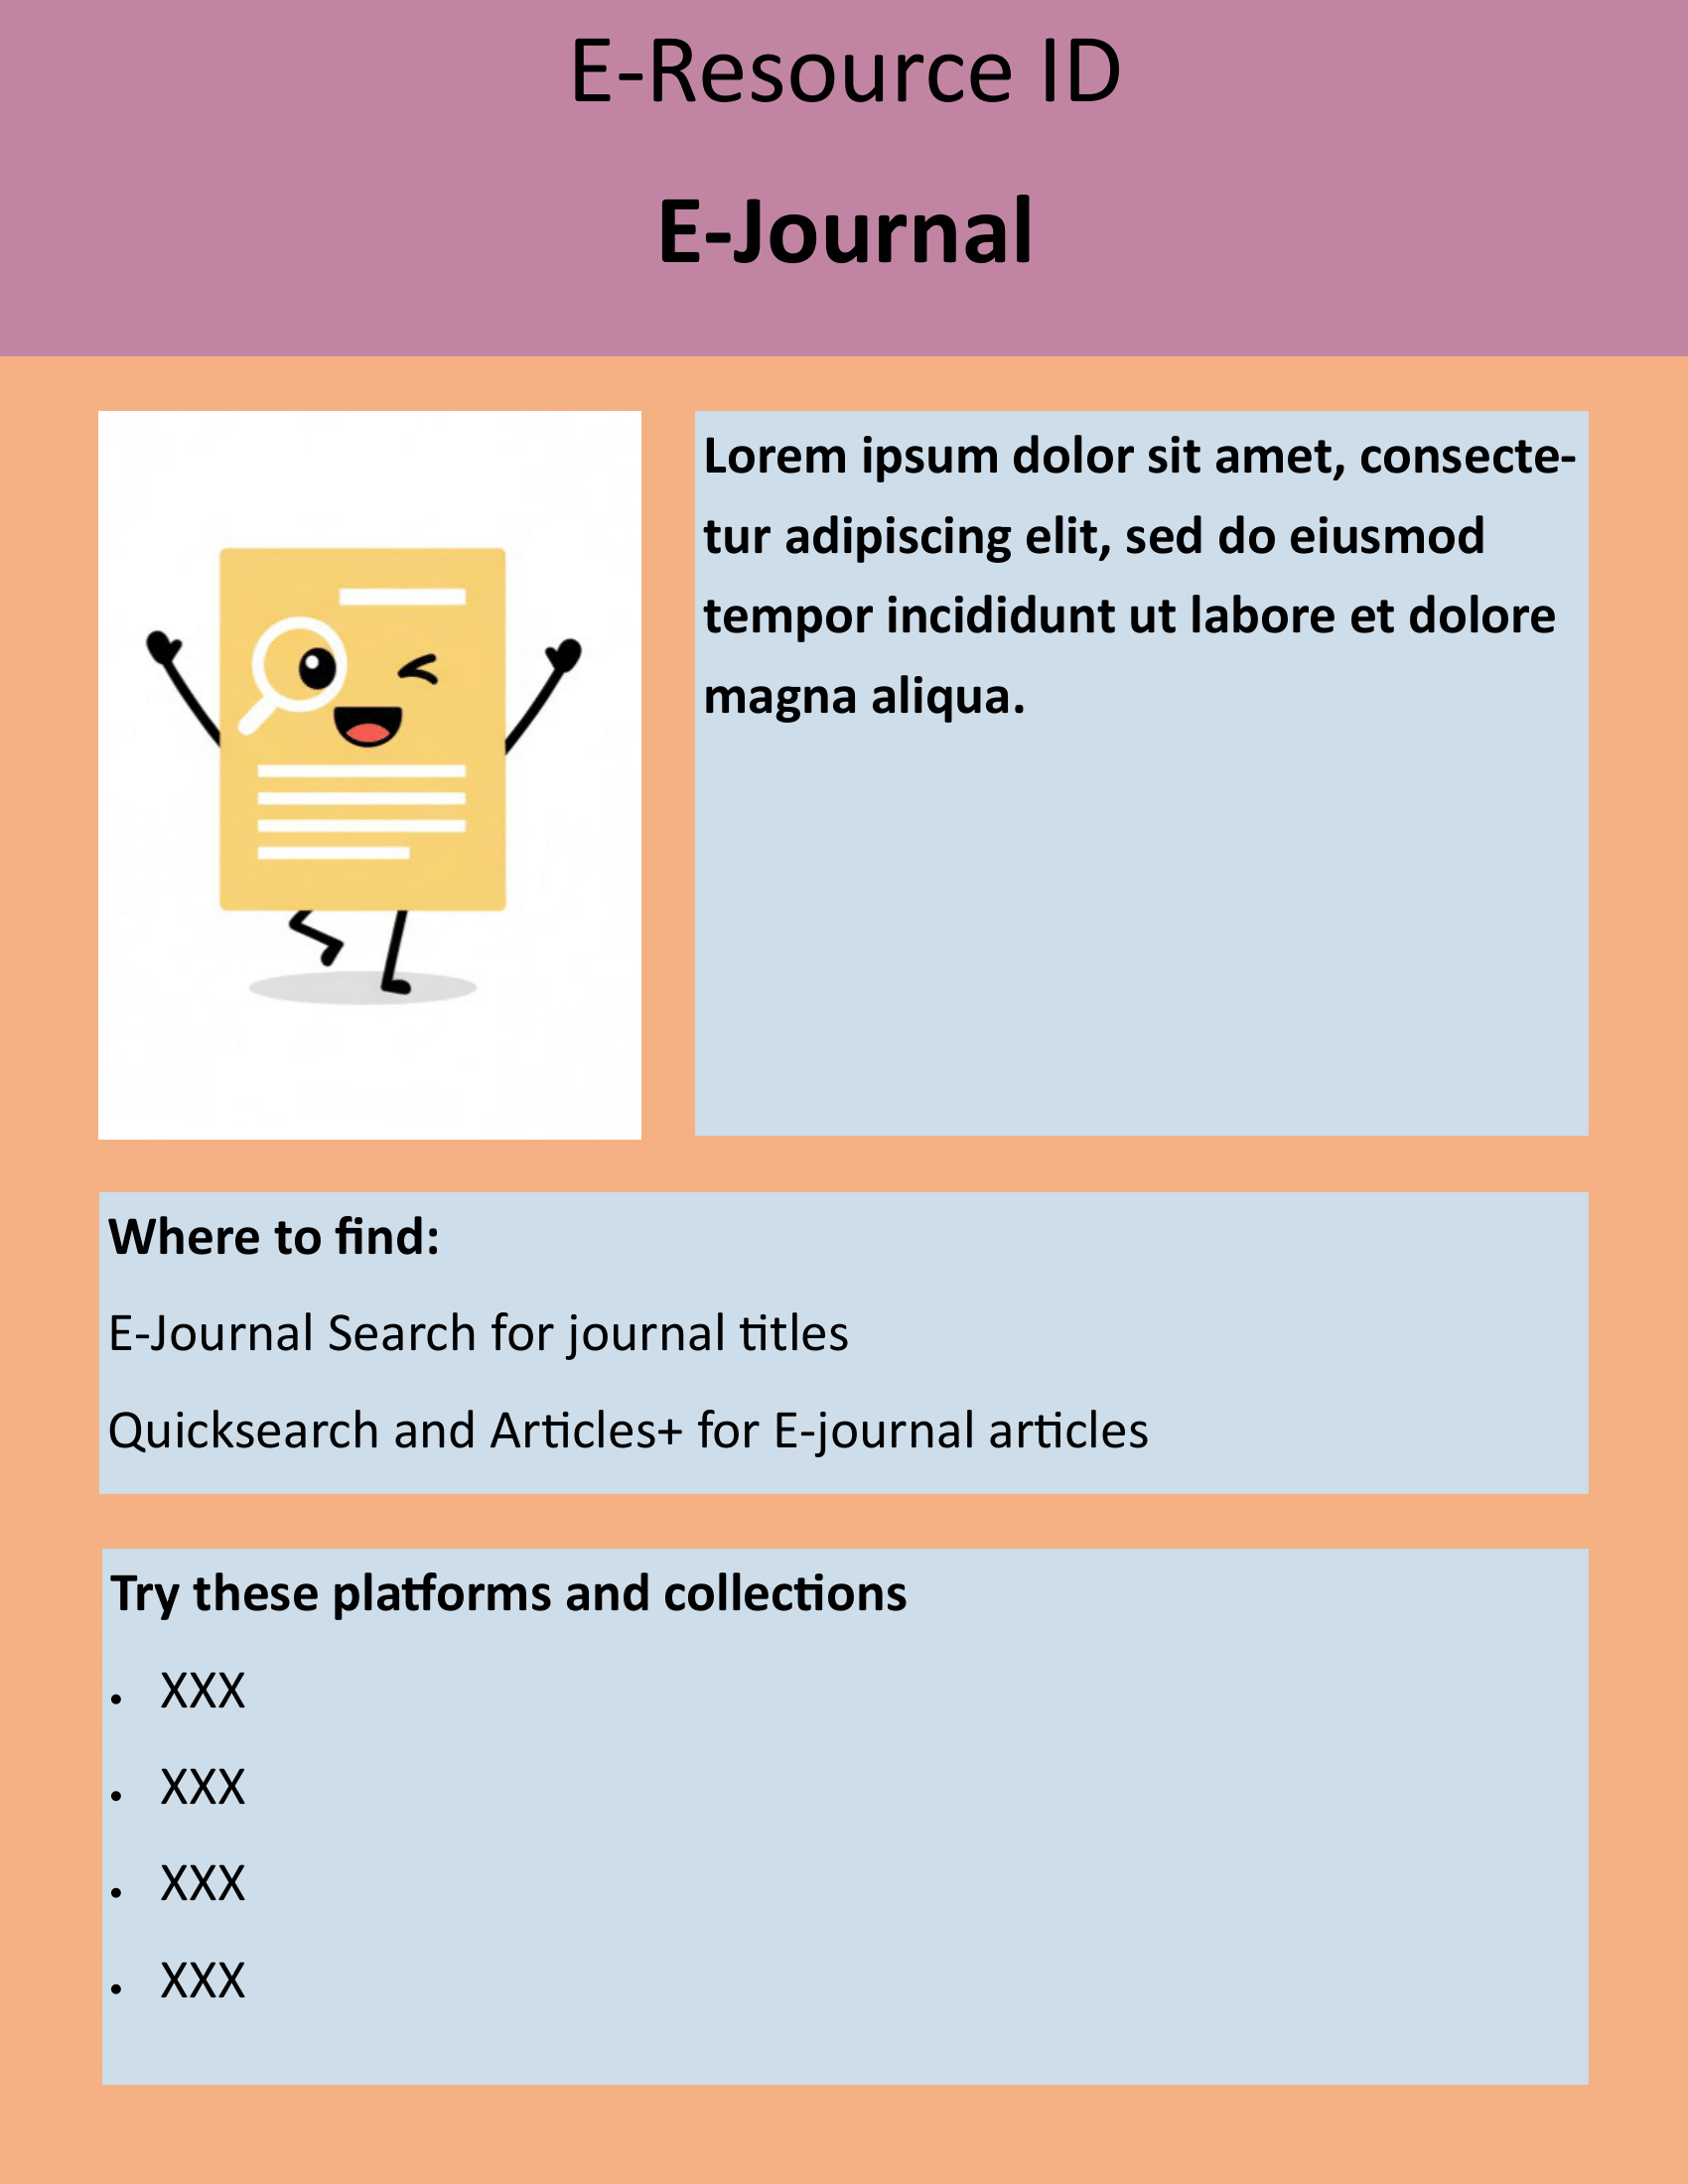 E-Resource ID
E-Journal
Lorem ipsum dolor sit amet, consecte-
tur adipiscing elit, sed do eiusmod
tempor incididunt ut labore et dolore
magna aliqua.
Where to find:
E-Journal Search for journal titles
Quicksearch and Articles+ for E-journal articles
Try these platforms and collections
• XXX
• XXX
• XXX
• XXX